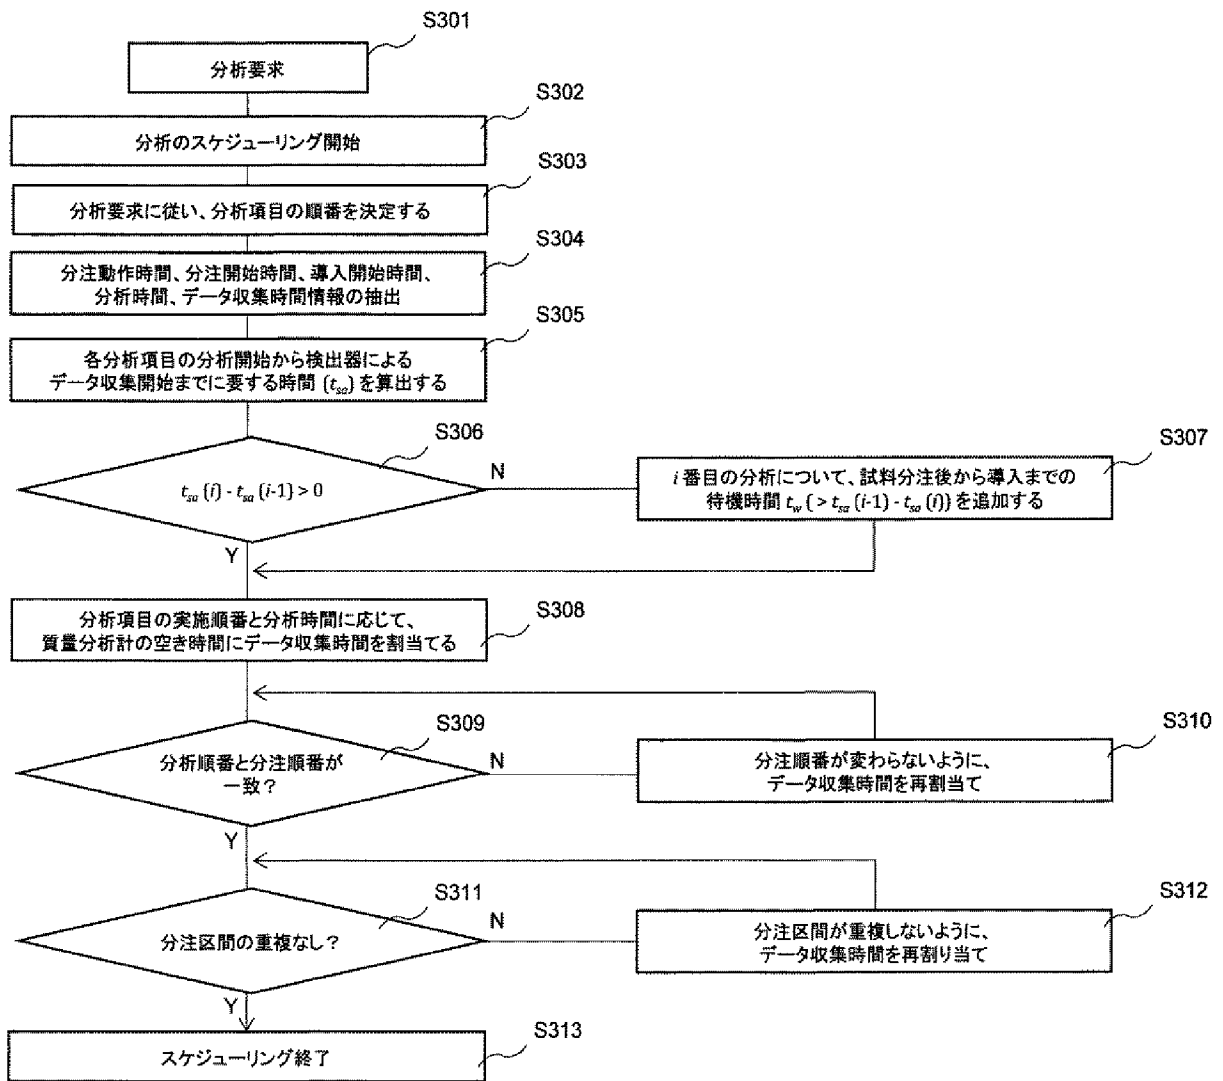 S301
分析要求
S302
分析のスケジューリング開始
S303
分析要求に従い、分析項目の順番を決定する
S304
分注動作時間、分注開始時間、導入開始時間、
分析時間、データ収集時間情報の抽出
S305
各分析項目の分析開始から検出器による
データ収集開始までに要する時間 (t_sa) を算出する
S306
t_sa (i) - t_sa (i-1) > 0
N
Y
S307
i 番目の分析について、試料分注後から導入までの
待機時間 t_w { > t_sa (i-1) - t_sa (i)} を追加する
S308
分析項目の実施順番と分析時間に応じて、
質量分析計の空き時間にデータ収集時間を割当てる
S309
分析順番と分注順番が
一致?
N
Y
S310
分注順番が変わらないように、
データ収集時間を再割当て
S311
分注区間の重複なし?
N
Y
S312
分注区間が重複しないように、
データ収集時間を再割り当て
S313
スケジューリング終了